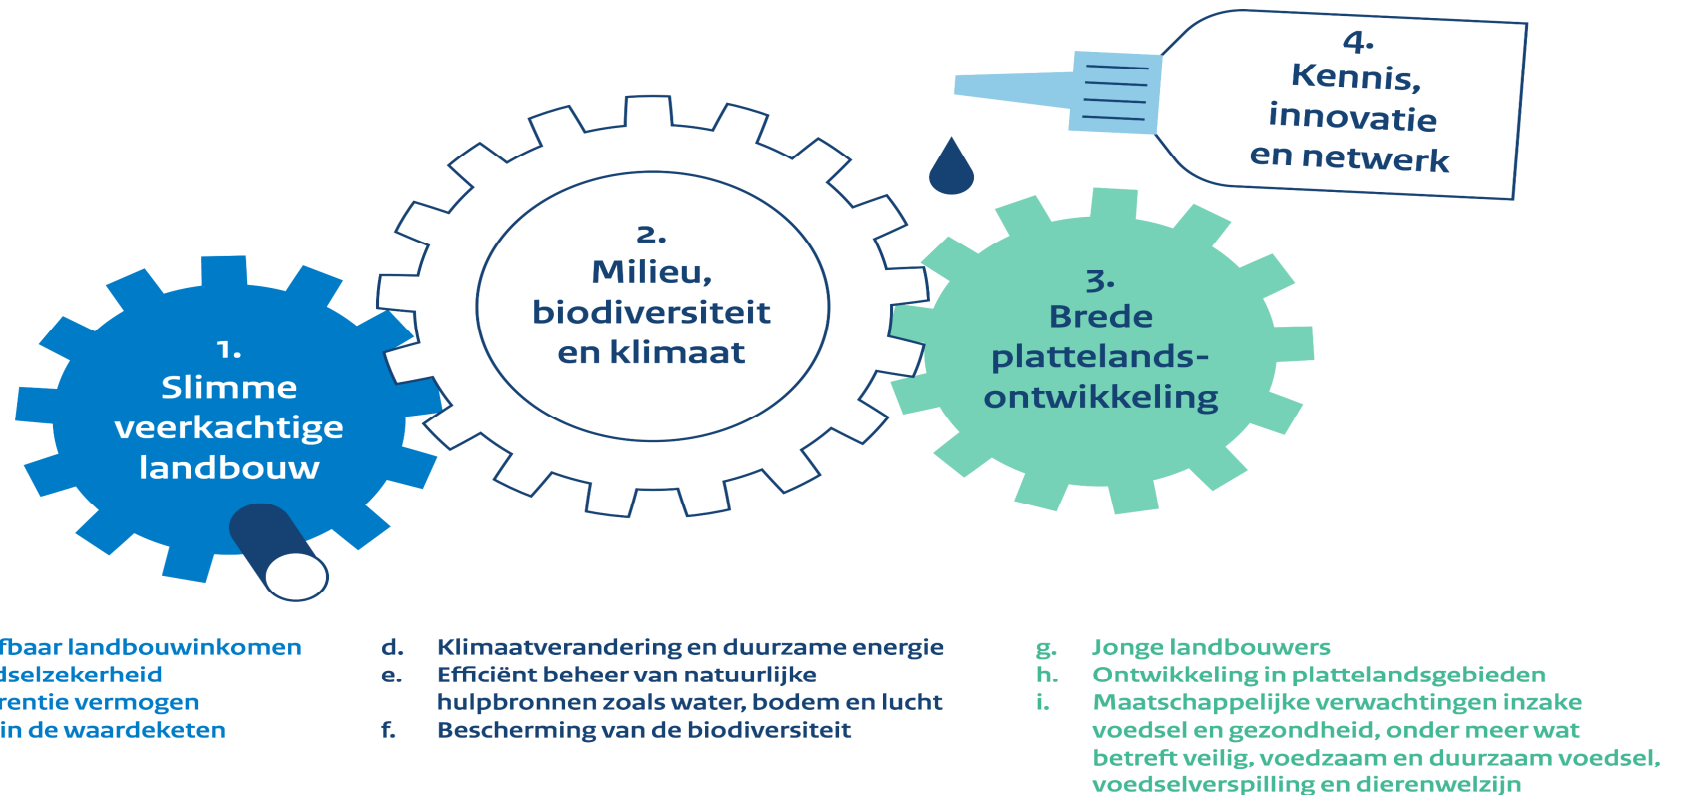 4.
Kennis,
innovatie
en netwerk
2.
Milieu,
biodiversiteit
en klimaat
3.
Brede
plattelands-
ontwikkeling
1.
Slimme
veerkachtige
landbouw
fbaar landbouwinkomen
dselzekerheid
rentie vermogen
in de waardeketen
d. Klimaatverandering en duurzame energie
e. Efficiënt beheer van natuurlijke
hulpbronnen zoals water, bodem en lucht
f. Bescherming van de biodiversiteit
g. Jonge landbouwers
h. Ontwikkeling in plattelandsgebieden
i. Maatschappelijke verwachtingen inzake
voedsel en gezondheid, onder meer wat
betreft veilig, voedzaam en duurzaam voedsel,
voedselverspilling en dierenwelzijn